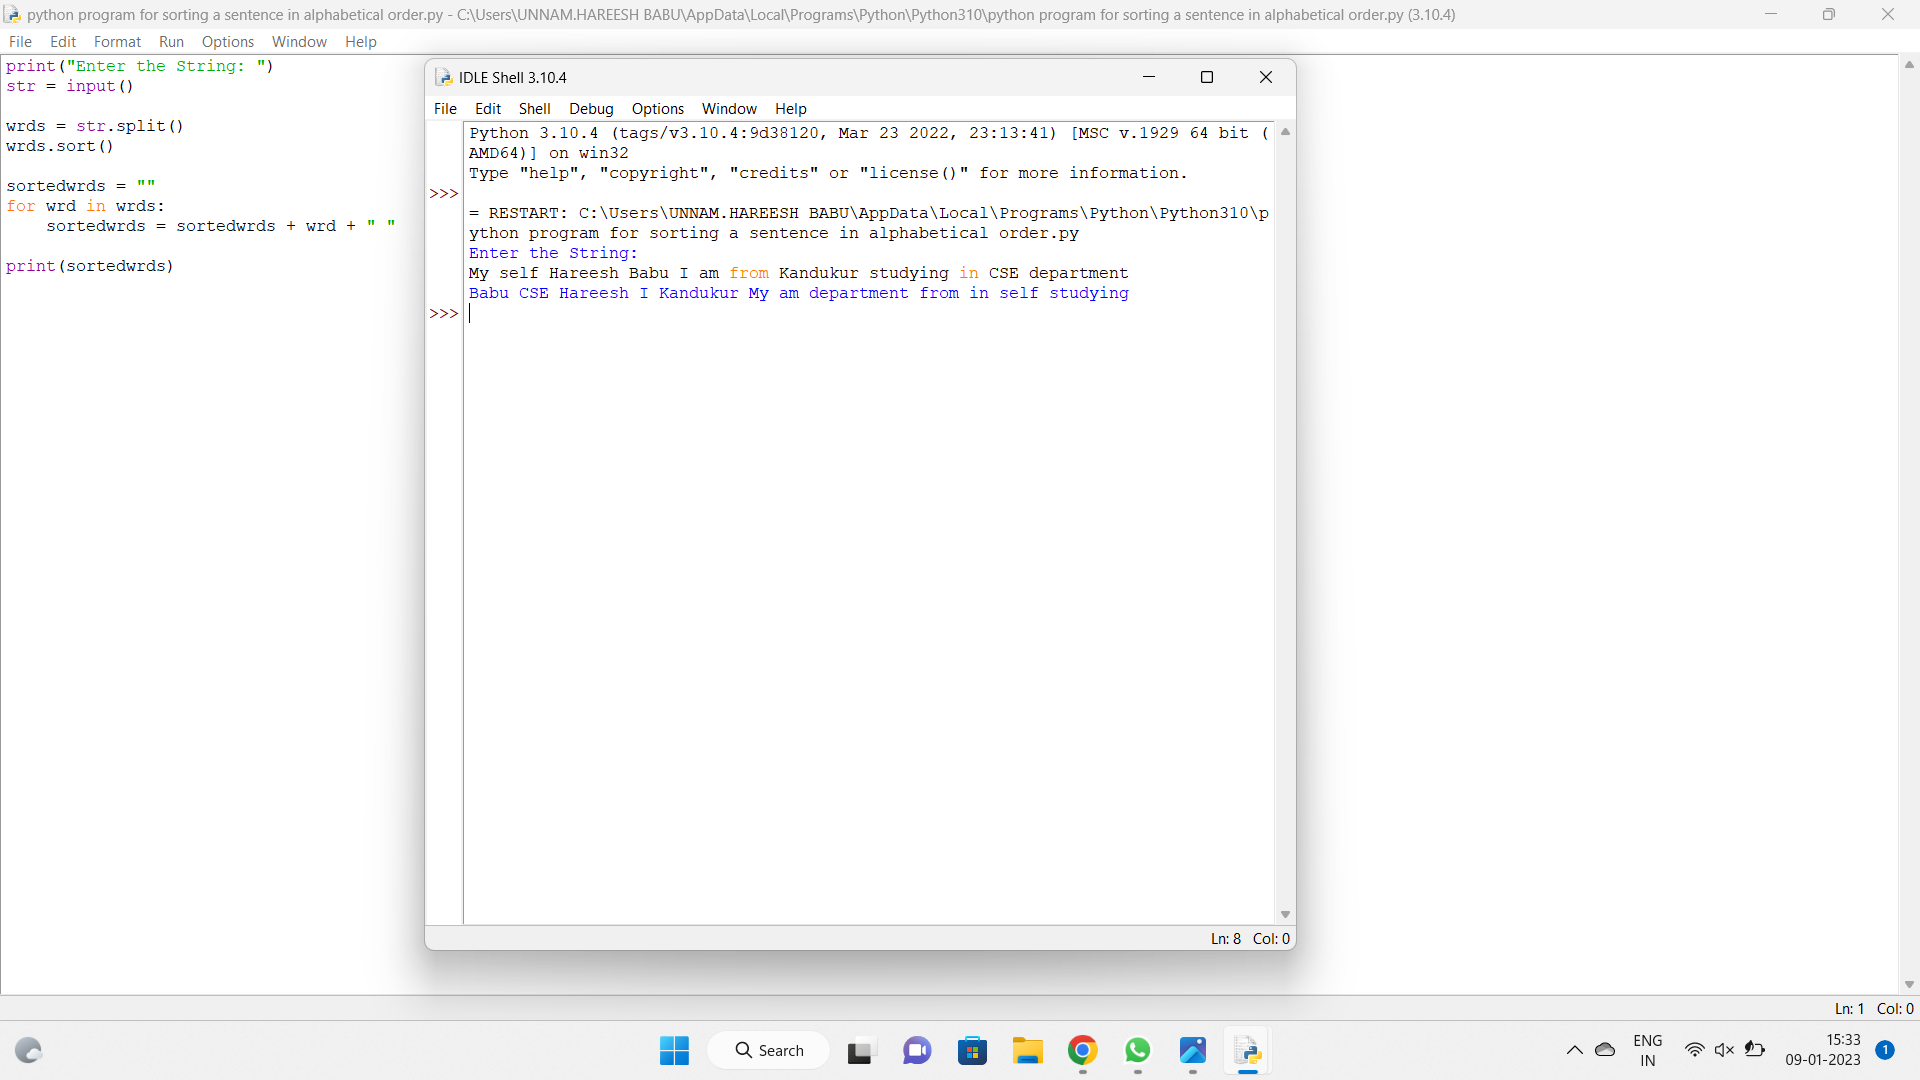 python program for sorting a sentence in alphabetical order.py - C:\Users\UNNAM.HAREESH BABU\AppData\Local\Programs\Python\Python310\python program for sorting a sentence in alphabetical order.py (3.10.4)
File Edit Format Run Options Window Help
print("Enter the String: ")
str = input()
wrds = str.split()
wrds.sort()
sortedwrds = ""
for wrd in wrds:
    sortedwrds = sortedwrds + wrd + " "
print(sortedwrds)
IDLE Shell 3.10.4
File Edit Shell Debug Options Window Help
Python 3.10.4 (tags/v3.10.4:9d38120, Mar 23 2022, 23:13:41) [MSC v.1929 64 bit (
AMD64)] on win32
Type "help", "copyright", "credits" or "license()" for more information.
>>>
= RESTART: C:\Users\UNNAM.HAREESH BABU\AppData\Local\Programs\Python\Python310\p
ython program for sorting a sentence in alphabetical order.py
Enter the String:
My self Hareesh Babu I am from Kandukur studying in CSE department
Babu CSE Hareesh I Kandukur My am department from in self studying
>>>
Ln: 8 Col: 0
Ln: 1 Col: 0
Search
ENG
IN
15:33
09-01-2023
1